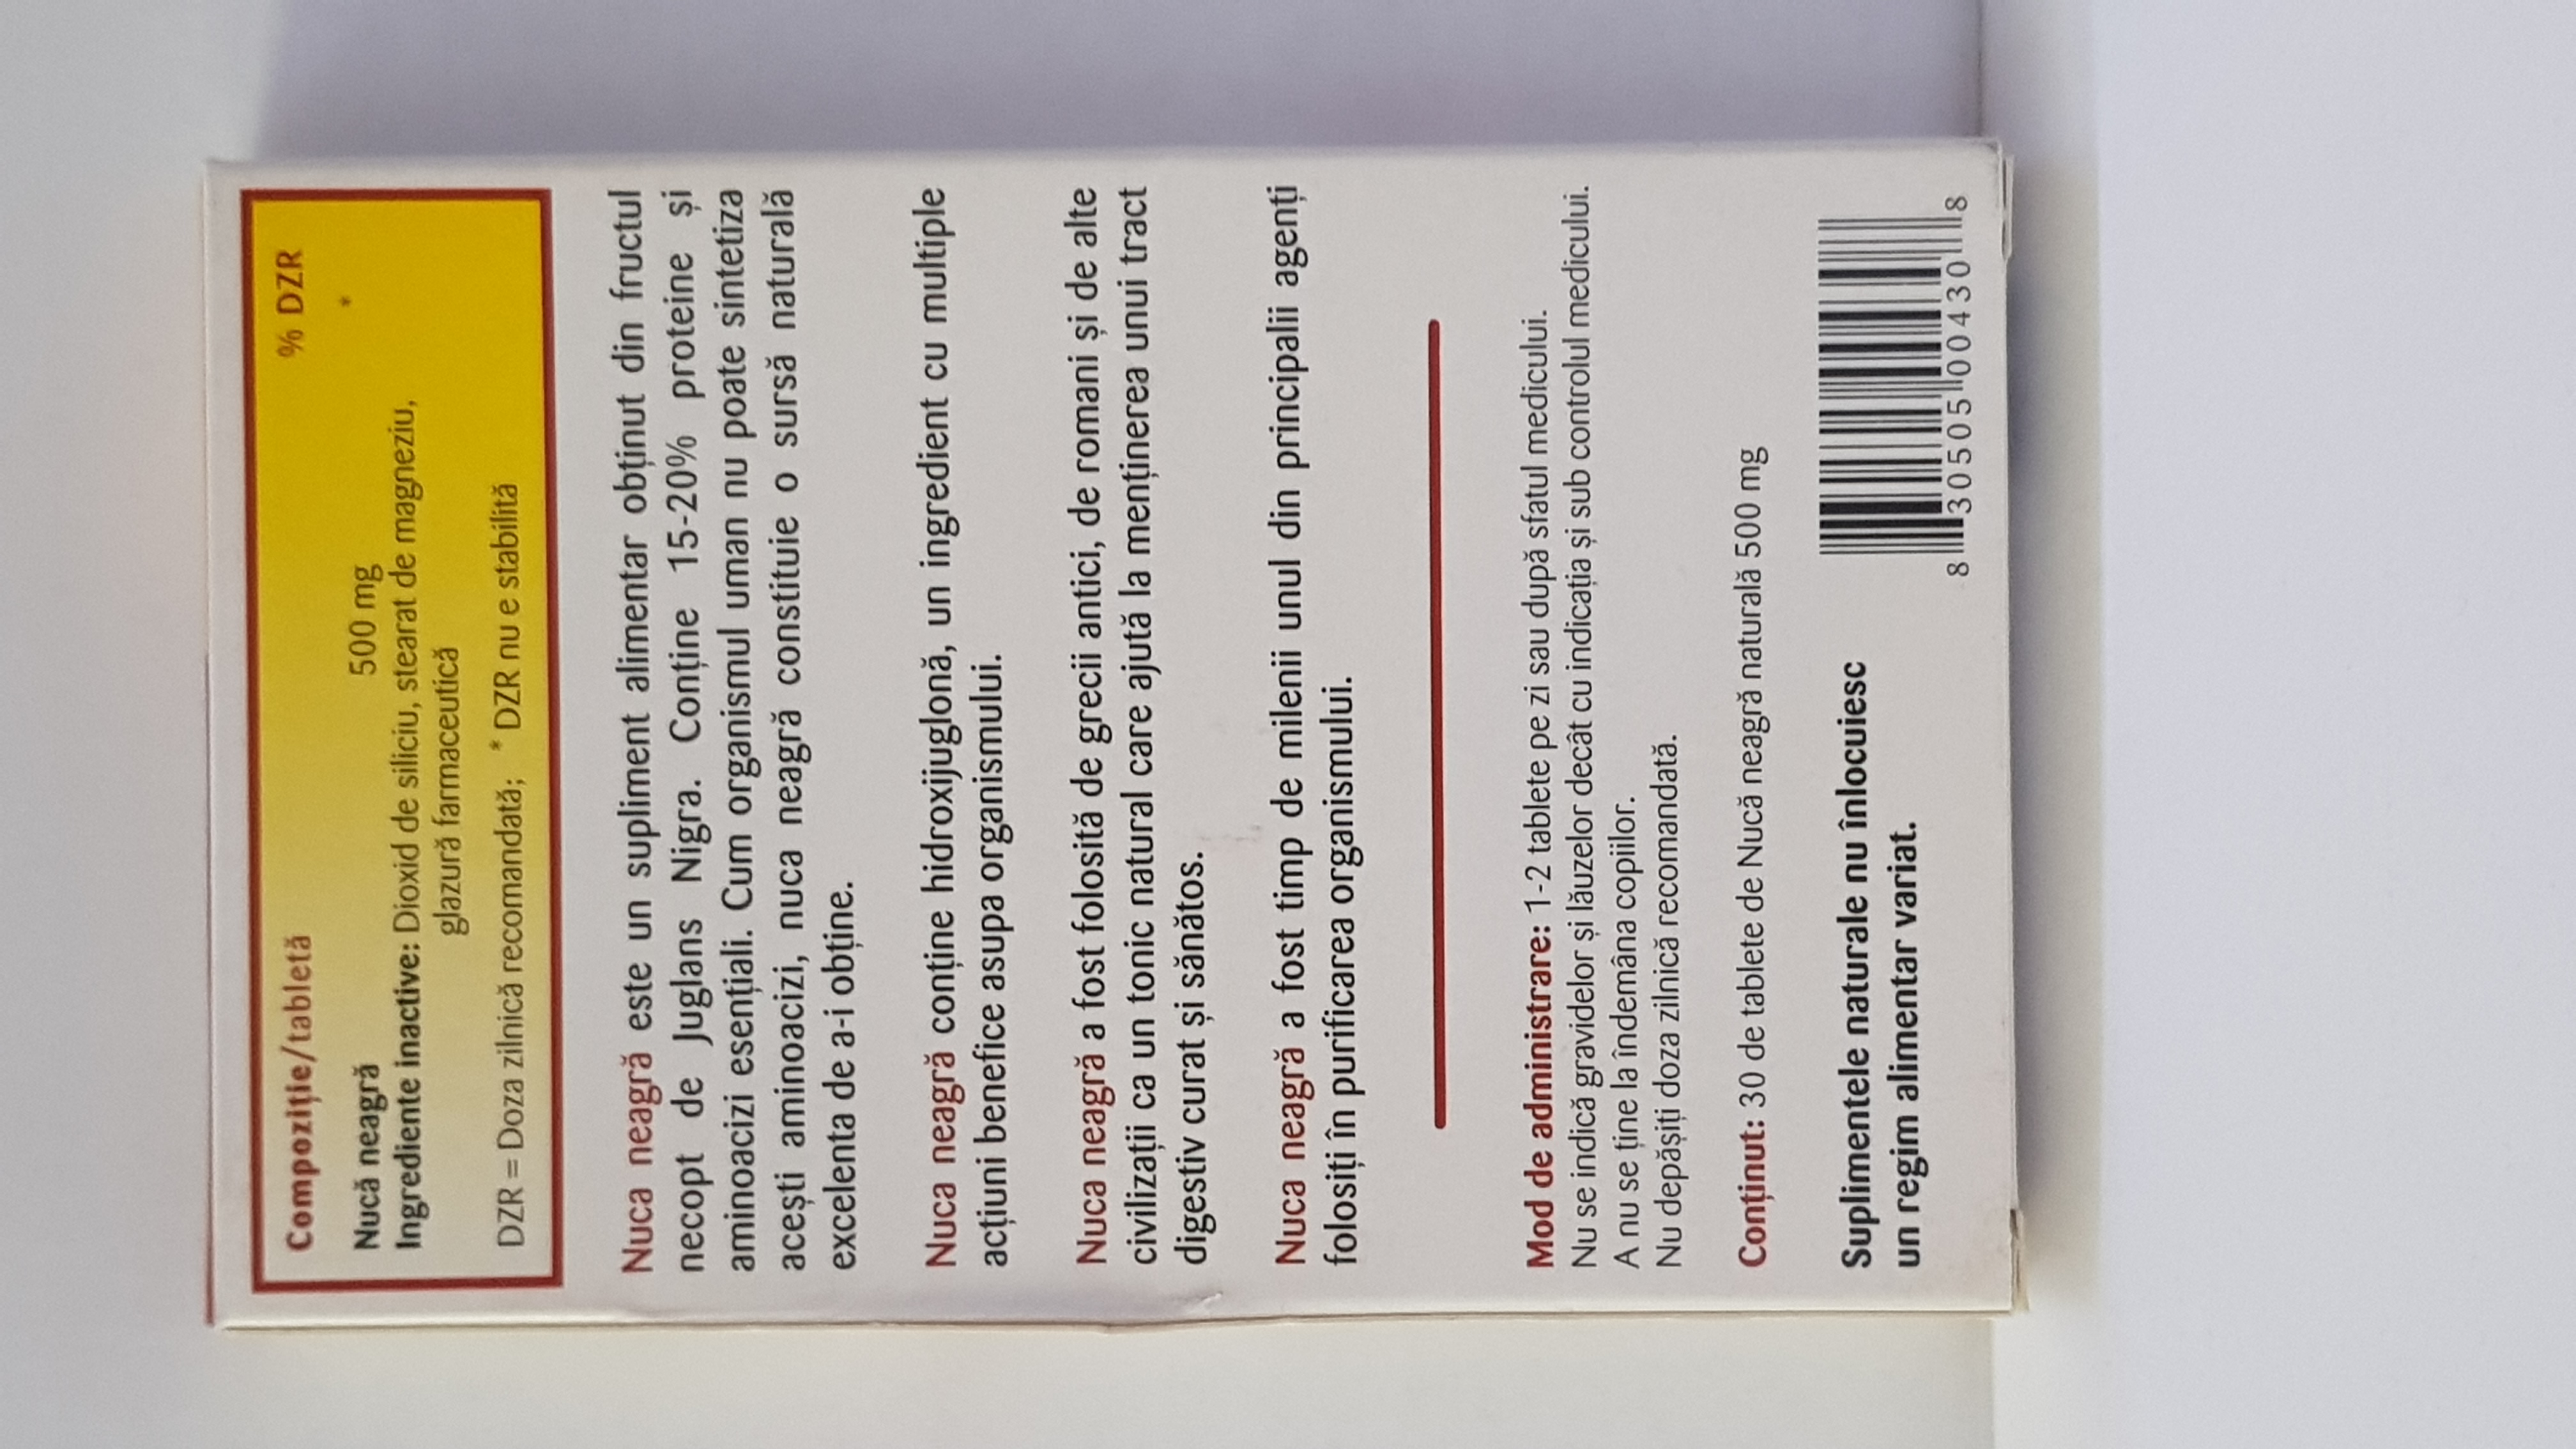 Compoziție/tabletă % DZR
Nucă neagră 500 mg *
Ingrediente inactive: Dioxid de siliciu, stearat de magneziu,
glazură farmaceutică
DZR = Doza zilnică recomandată; * DZR nu e stabilită
Nuca neagră este un supliment alimentar obținut din fructul
necopt de Juglans Nigra. Conține 15-20% proteine și
aminoacizi esențiali. Cum organismul uman nu poate sintetiza
acești aminoacizi, nuca neagră constituie o sursă naturală
excelenta de a-i obține.
Nuca neagră conține hidroxijuglonă, un ingredient cu multiple
acțiuni benefice asupa organismului.
Nuca neagră a fost folosită de grecii antici, de romani și de alte
civilizații ca un tonic natural care ajută la menținerea unui tract
digestiv curat și sănătos.
Nuca neagră a fost timp de milenii unul din principalii agenți
folosiți în purificarea organismului.
Mod de administrare: 1-2 tablete pe zi sau după sfatul medicului.
Nu se indică gravidelor și lăuzelor decât cu indicația și sub controlul medicului.
A nu se ține la îndemâna copiilor.
Nu depășiți doza zilnică recomandată.
Conținut: 30 de tablete de Nucă neagră naturală 500 mg
Suplimentele naturale nu înlocuiesc
un regim alimentar variat.
8 30505 00430 8